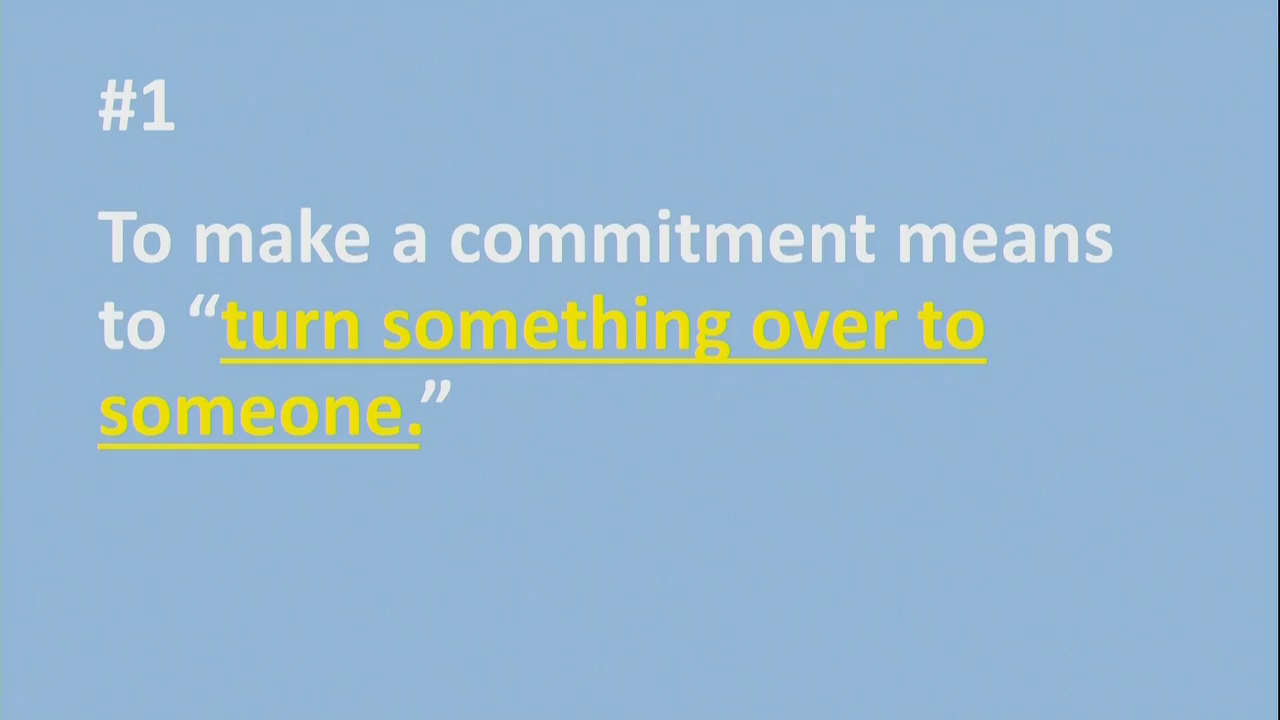 #1
To make a commitment means
to “turn something over to
someone.”